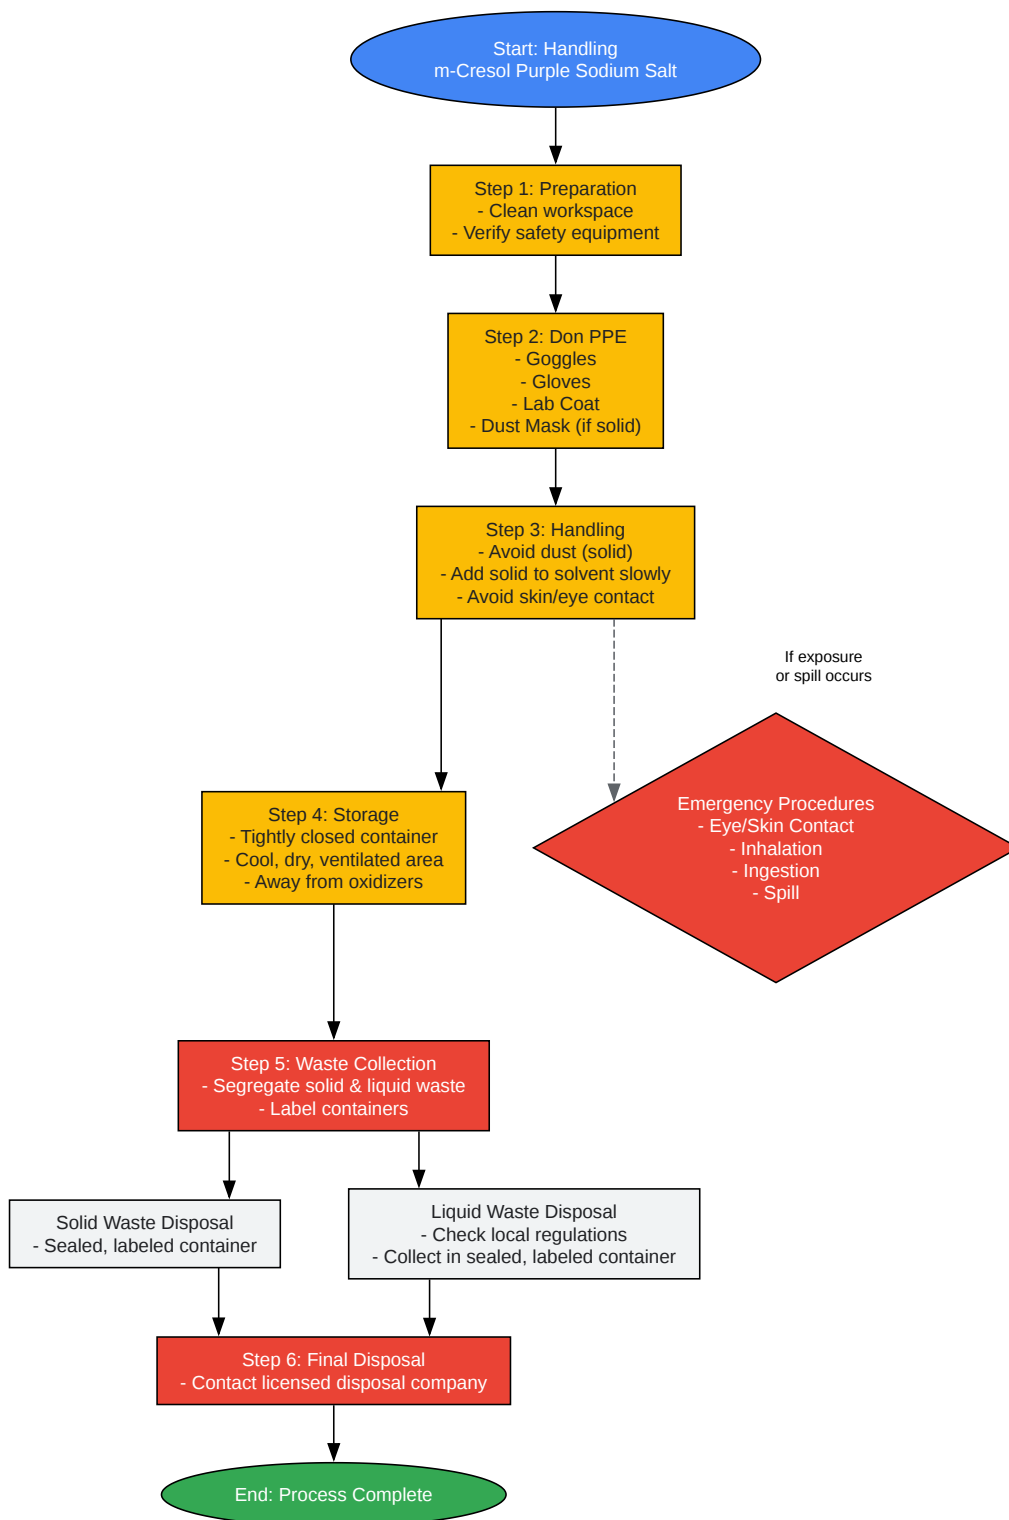 Start: Handling
m-Cresol Purple Sodium Salt
Step 1: Preparation
- Clean workspace
- Verify safety equipment
Step 2: Don PPE
- Goggles
- Gloves
- Lab Coat
- Dust Mask (if solid)
Step 3: Handling
- Avoid dust (solid)
- Add solid to solvent slowly
- Avoid skin/eye contact
If exposure
or spill occurs
Emergency Procedures
- Eye/Skin Contact
- Inhalation
- Ingestion
- Spill
Step 4: Storage
- Tightly closed container
- Cool, dry, ventilated area
- Away from oxidizers
Step 5: Waste Collection
- Segregate solid & liquid waste
- Label containers
Solid Waste Disposal
- Sealed, labeled container
Liquid Waste Disposal
- Check local regulations
- Collect in sealed, labeled container
Step 6: Final Disposal
- Contact licensed disposal company
End: Process Complete